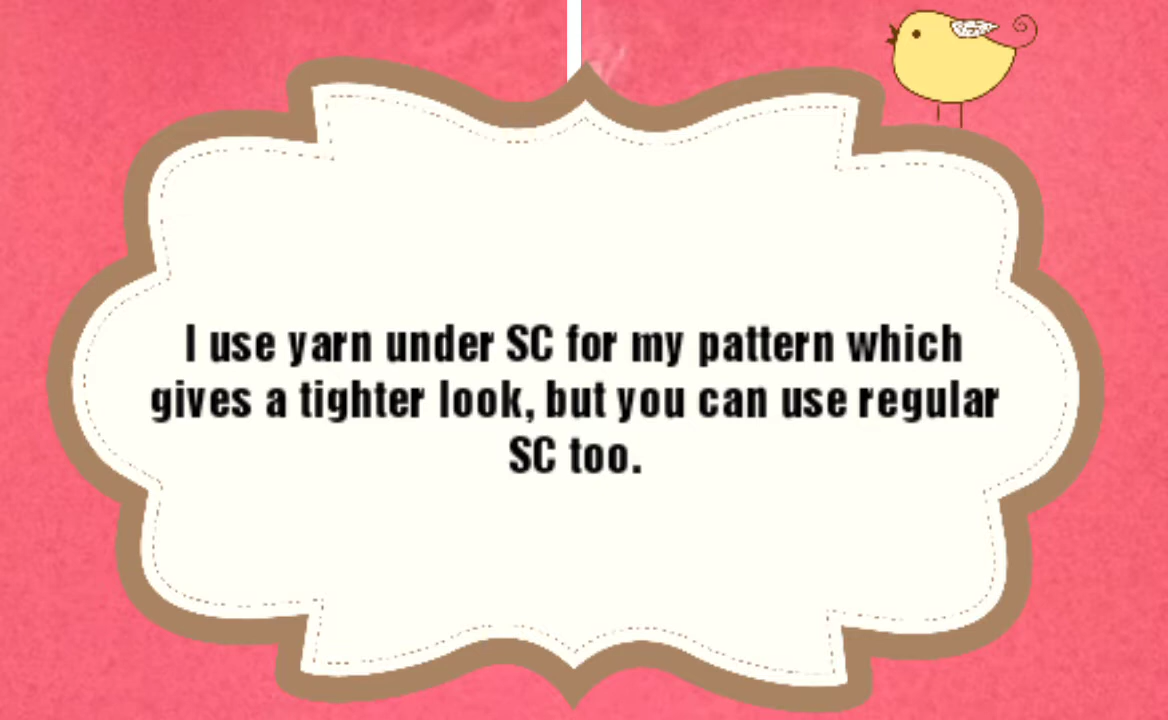 I use yarn under SC for my pattern which
gives a tighter look, but you can use regular
SC too.